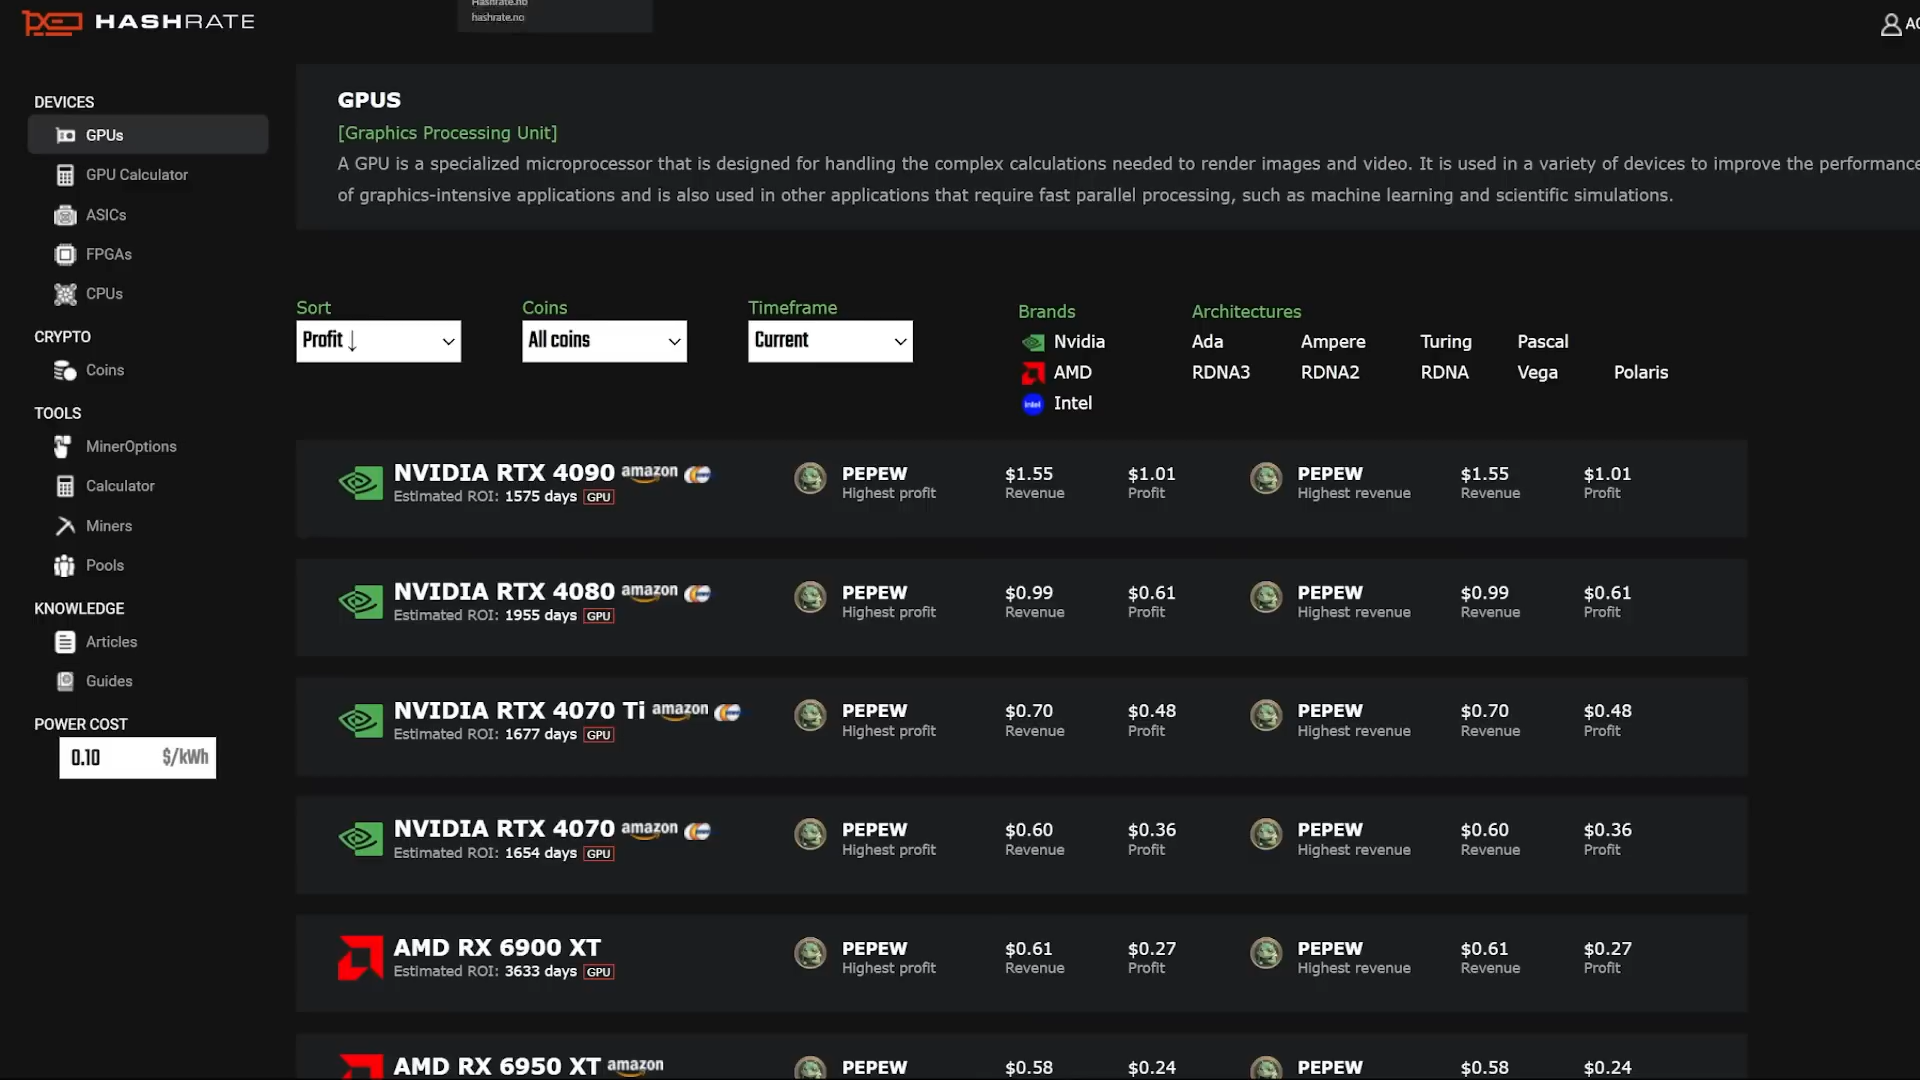 Hashrate.no
hashrate.no
HASHRATE
DEVICES
GPUs
GPU Calculator
ASICs
FPGAs
CPUs
CRYPTO
Coins
TOOLS
MinerOptions
Calculator
Miners
Pools
KNOWLEDGE
Articles
Guides
POWER COST
0.10 $/kWh
GPUS
[Graphics Processing Unit]
A GPU is a specialized microprocessor that is designed for handling the complex calculations needed to render images and video. It is used in a variety of devices to improve the performance
of graphics-intensive applications and is also used in other applications that require fast parallel processing, such as machine learning and scientific simulations.
Sort Coins Timeframe Brands Architectures
Profit ↓ All coins Current Nvidia Ada Ampere Turing Pascal
AMD RDNA3 RDNA2 RDNA Vega Polaris
intel Intel
NVIDIA RTX 4090 amazon PEPEW $1.55 $1.01 PEPEW $1.55 $1.01
Estimated ROI: 1575 days GPU Highest profit Revenue Profit Highest revenue Revenue Profit
NVIDIA RTX 4080 amazon PEPEW $0.99 $0.61 PEPEW $0.99 $0.61
Estimated ROI: 1955 days GPU Highest profit Revenue Profit Highest revenue Revenue Profit
NVIDIA RTX 4070 Ti amazon PEPEW $0.70 $0.48 PEPEW $0.70 $0.48
Estimated ROI: 1677 days GPU Highest profit Revenue Profit Highest revenue Revenue Profit
NVIDIA RTX 4070 amazon PEPEW $0.60 $0.36 PEPEW $0.60 $0.36
Estimated ROI: 1654 days GPU Highest profit Revenue Profit Highest revenue Revenue Profit
AMD RX 6900 XT PEPEW $0.61 $0.27 PEPEW $0.61 $0.27
Estimated ROI: 3633 days GPU Highest profit Revenue Profit Highest revenue Revenue Profit
AMD RX 6950 XT amazon PEPEW $0.58 $0.24 PEPEW $0.58 $0.24